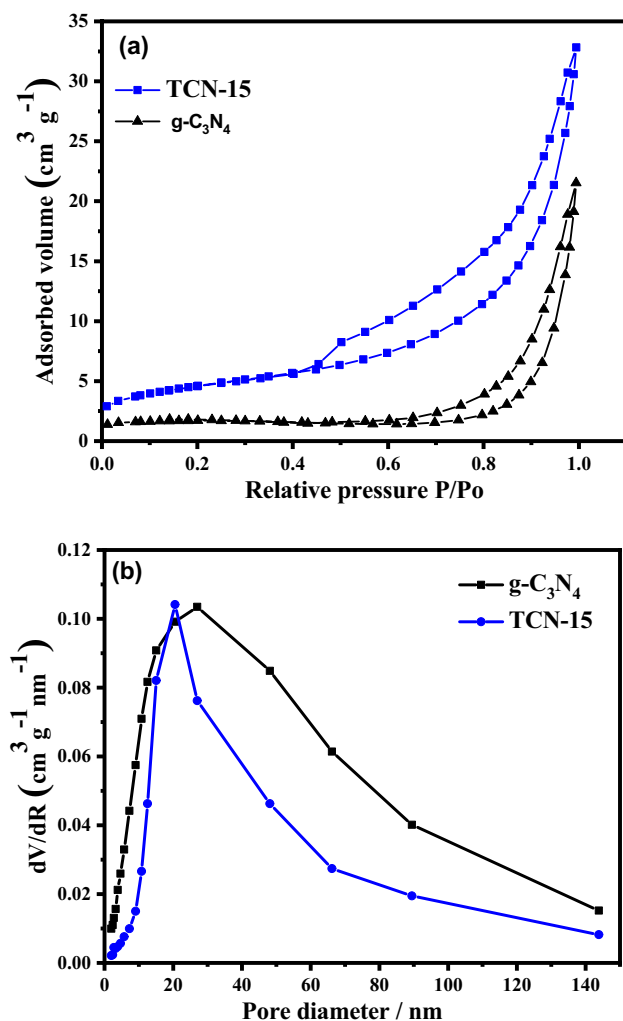 (a)
TCN-15
g-C₃N₄
Adsorbed volume (cm³ g⁻¹)
35
30
25
20
15
10
5
0
0.0 0.2 0.4 0.6 0.8 1.0
Relative pressure P/Po
(b)
g-C₃N₄
TCN-15
dV/dR (cm³ g⁻¹ nm⁻¹)
0.12
0.10
0.08
0.06
0.04
0.02
0.00
0 20 40 60 80 100 120 140
Pore diameter / nm